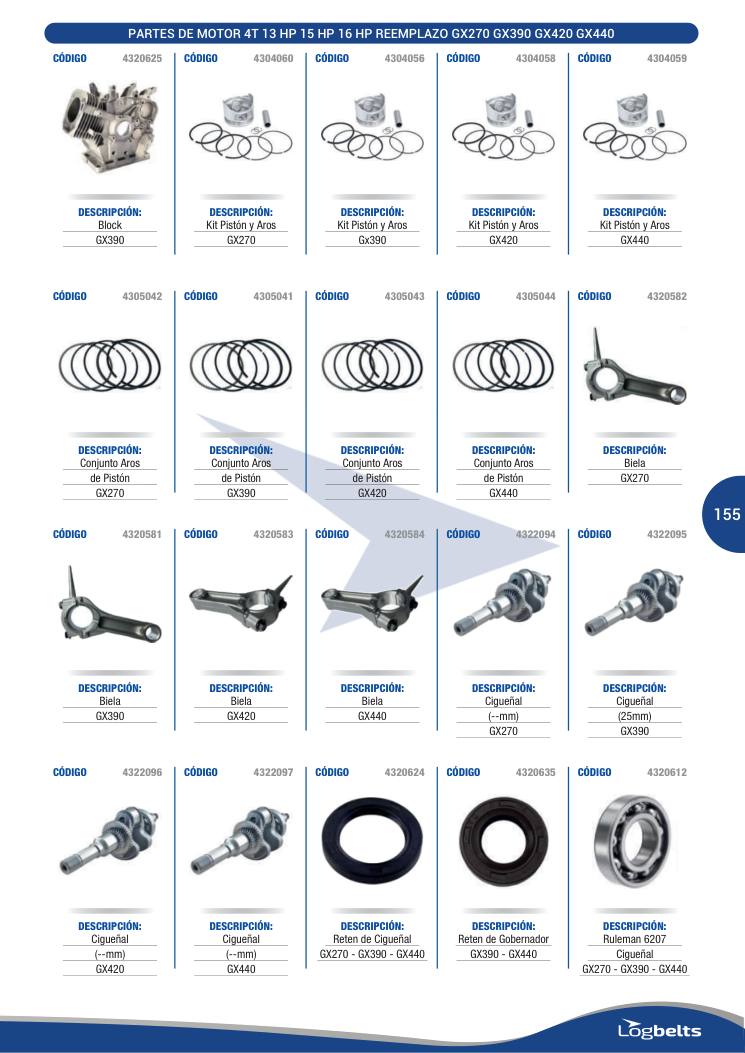 PARTES DE MOTOR 4T 13 HP 15 HP 16 HP REEMPLAZO GX270 GX390 GX420 GX440
CÓDIGO 4320625
DESCRIPCIÓN:
Block
GX390
CÓDIGO 4304060
DESCRIPCIÓN:
Kit Pistón y Aros
GX270
CÓDIGO 4304056
DESCRIPCIÓN:
Kit Pistón y Aros
Gx390
CÓDIGO 4304058
DESCRIPCIÓN:
Kit Pistón y Aros
GX420
CÓDIGO 4304059
DESCRIPCIÓN:
Kit Pistón y Aros
GX440
CÓDIGO 4305042
DESCRIPCIÓN:
Conjunto Aros
de Pistón
GX270
CÓDIGO 4305041
DESCRIPCIÓN:
Conjunto Aros
de Pistón
GX390
CÓDIGO 4305043
DESCRIPCIÓN:
Conjunto Aros
de Pistón
GX420
CÓDIGO 4305044
DESCRIPCIÓN:
Conjunto Aros
de Pistón
GX440
CÓDIGO 4320582
DESCRIPCIÓN:
Biela
GX270
155
CÓDIGO 4320581
DESCRIPCIÓN:
Biela
GX390
CÓDIGO 4320583
DESCRIPCIÓN:
Biela
GX420
CÓDIGO 4320584
DESCRIPCIÓN:
Biela
GX440
CÓDIGO 4322094
DESCRIPCIÓN:
Cigueñal
(--mm)
GX270
CÓDIGO 4322095
DESCRIPCIÓN:
Cigueñal
(25mm)
GX390
CÓDIGO 4322096
DESCRIPCIÓN:
Cigueñal
(--mm)
GX420
CÓDIGO 4322097
DESCRIPCIÓN:
Cigueñal
(--mm)
GX440
CÓDIGO 4320624
DESCRIPCIÓN:
Reten de Cigueñal
GX270 - GX390 - GX440
CÓDIGO 4320635
DESCRIPCIÓN:
Reten de Gobernador
GX390 - GX440
CÓDIGO 4320612
DESCRIPCIÓN:
Ruleman 6207
Cigueñal
GX270 - GX390 - GX440
Logbelts